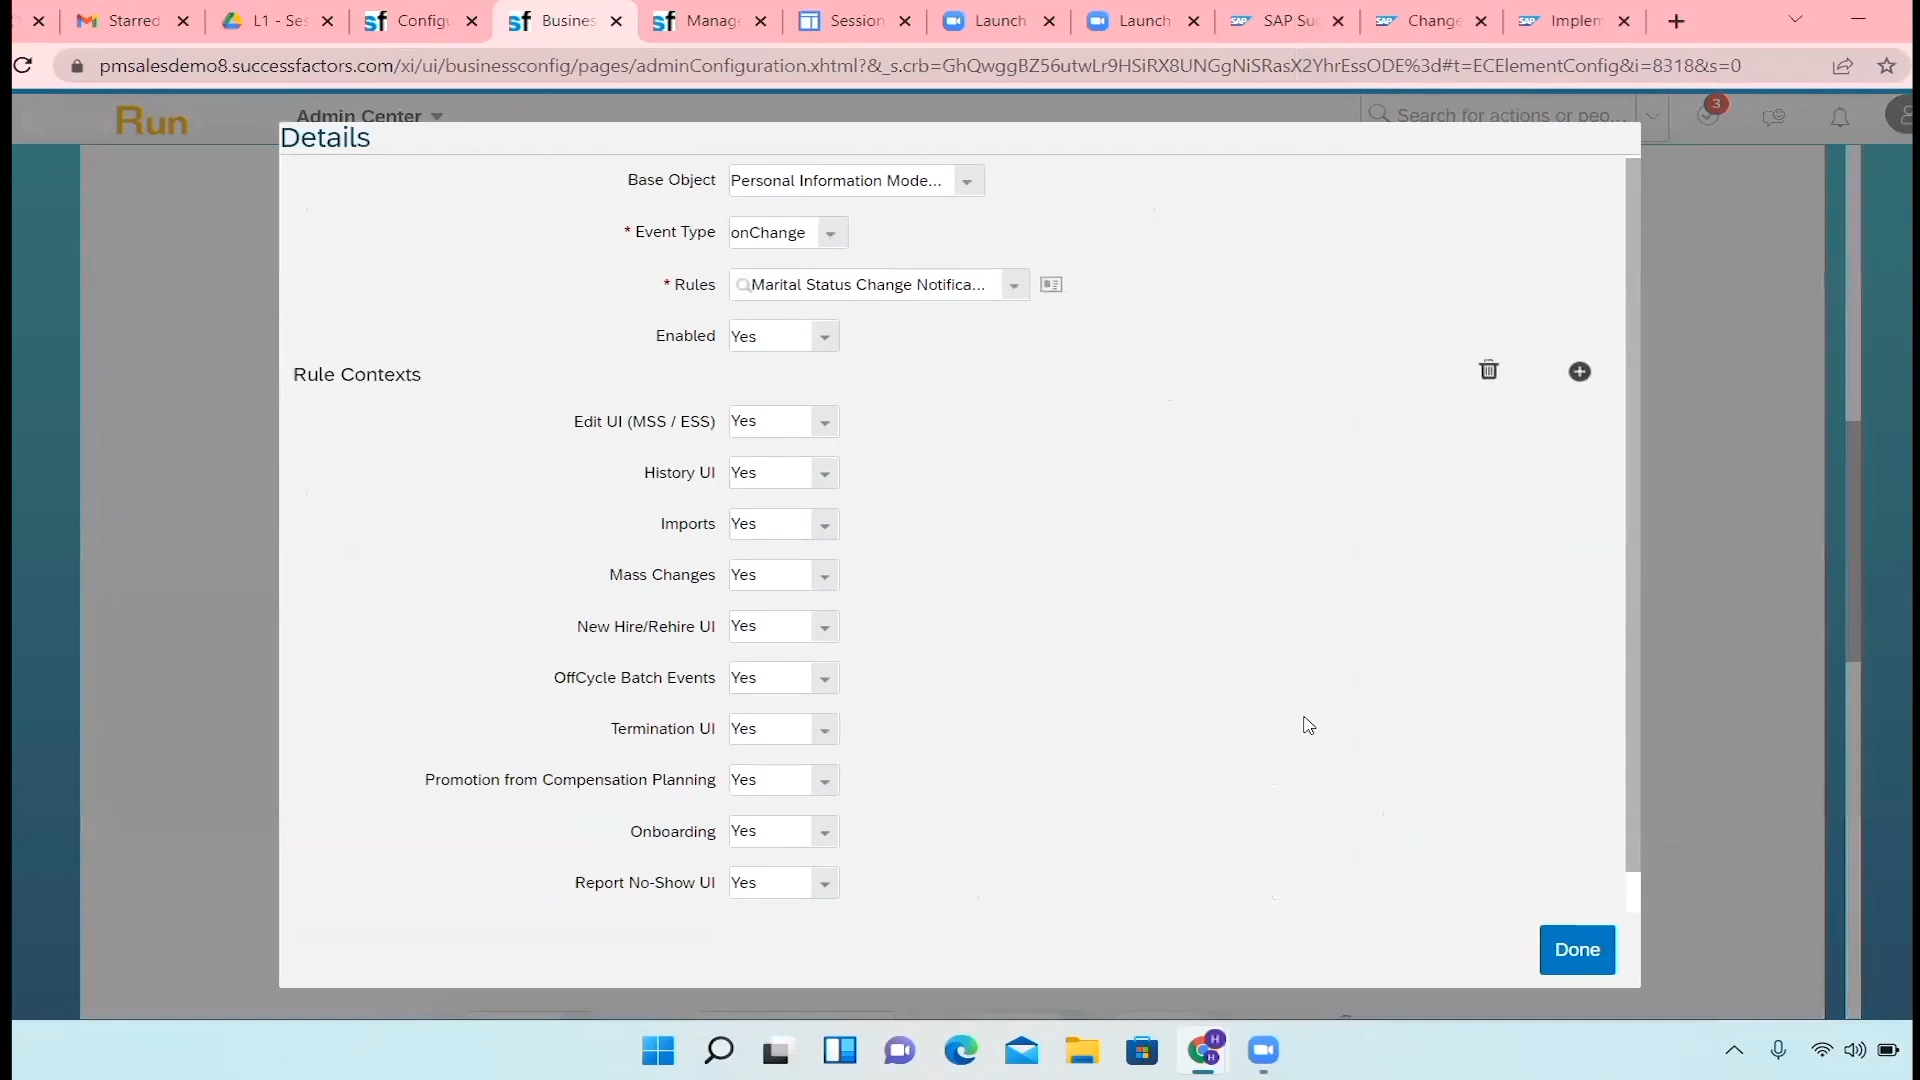 Starred
L1 - Ses
Configu
Busines
Manage
Session
Launch
Launch
SAP Suc
Change
Implem
pmsalesdemo8.successfactors.com/xi/ui/businessconfig/pages/adminConfiguration.xhtml?&_s.crb=GhQwggBZ56utwLr9HSiRX8UNGgNiSRasX2YhrEssODE%3d#t=ECElementConfig&i=8318&s=0
Run
Admin Center
Search for actions or peo...
3
Details
Base Object Personal Information Mode...
* Event Type onChange
* Rules Marital Status Change Notifica...
Enabled Yes
Rule Contexts
Edit UI (MSS / ESS) Yes
History UI Yes
Imports Yes
Mass Changes Yes
New Hire/Rehire UI Yes
OffCycle Batch Events Yes
Termination UI Yes
Promotion from Compensation Planning Yes
Onboarding Yes
Report No-Show UI Yes
Done